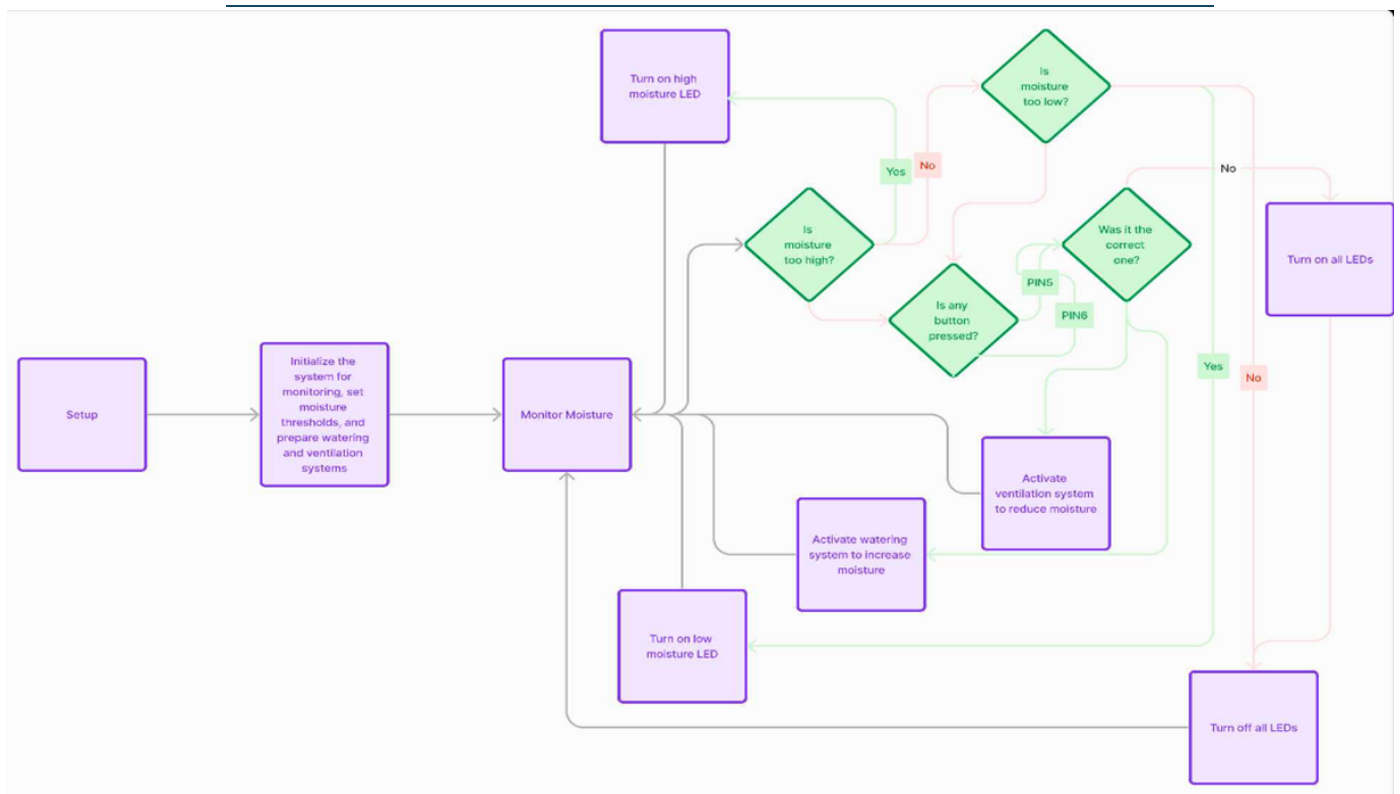 Turn on high
moisture LED
Is
moisture
too low?
Yes
No
No
Is
moisture
too high?
Was it the
correct
one?
Turn on all LEDs
PIN5
Is any
button
pressed?
PIN6
Setup
Initialize the
system for
monitoring, set
moisture
thresholds, and
prepare watering
and ventilation
systems
Monitor Moisture
Yes
No
Activate
ventilation system
to reduce moisture
Activate watering
system to increase
moisture
Turn on low
moisture LED
Turn off all LEDs